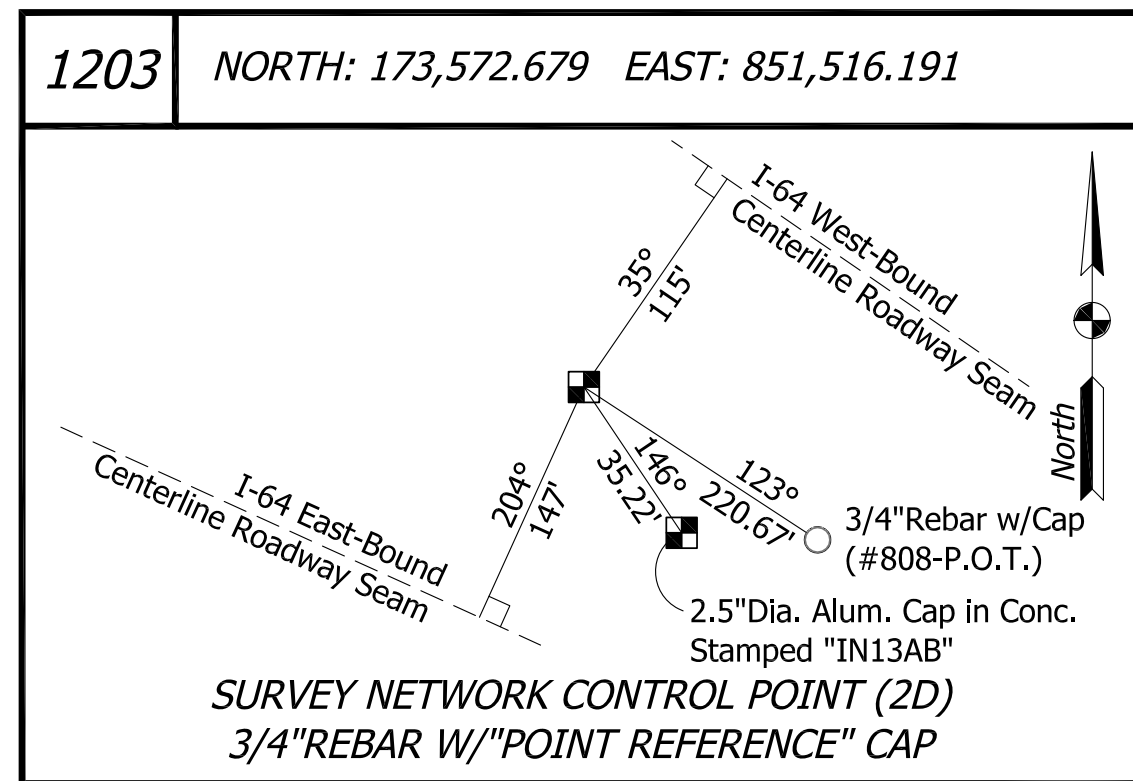 1203
NORTH: 173,572.679 EAST: 851,516.191
I-64 West-Bound
Centerline Roadway Seam
35°
115'
North
204°
147'
146°
35.22'
123°
220.67'
I-64 East-Bound
Centerline Roadway Seam
3/4"Rebar w/Cap
(#808-P.O.T.)
2.5"Dia. Alum. Cap in Conc.
Stamped "IN13AB"
SURVEY NETWORK CONTROL POINT (2D)
3/4"REBAR W/"POINT REFERENCE" CAP